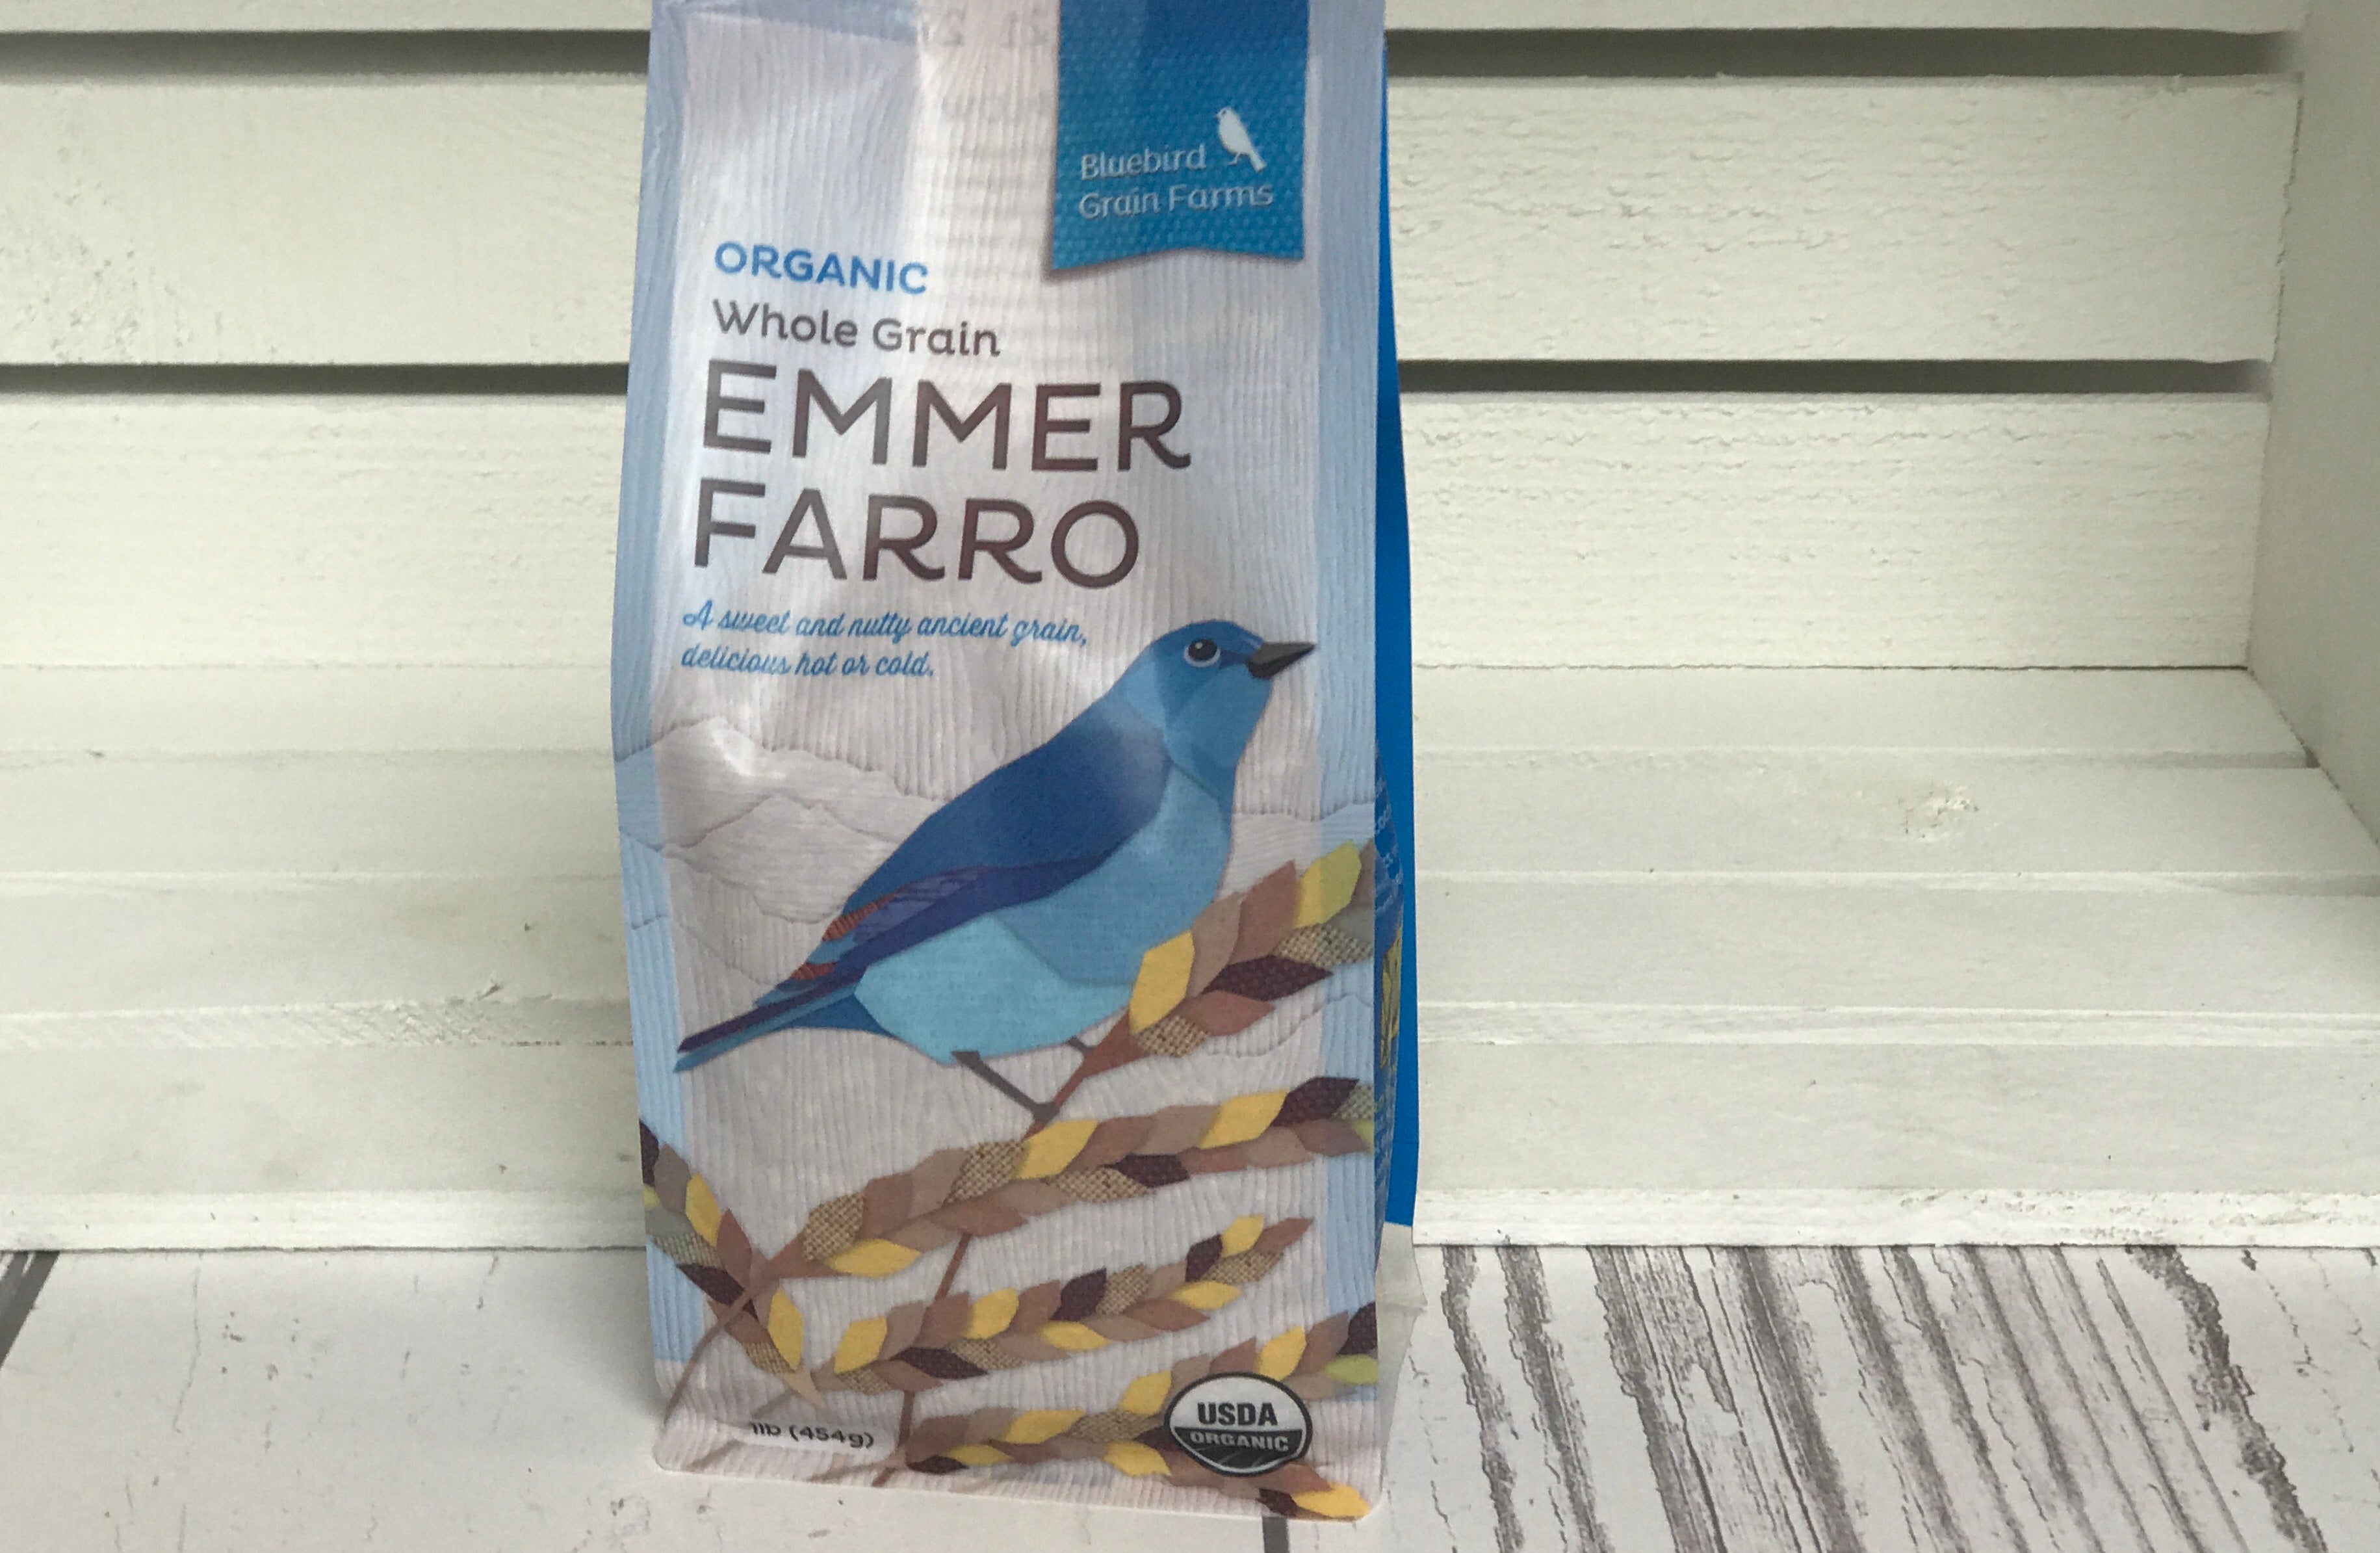 Bluebird
Grain Farms
ORGANIC
Whole Grain
EMMER
FARRO
A sweet and nutty ancient grain,
delicious hot or cold.
1lb (454g)
USDA
ORGANIC